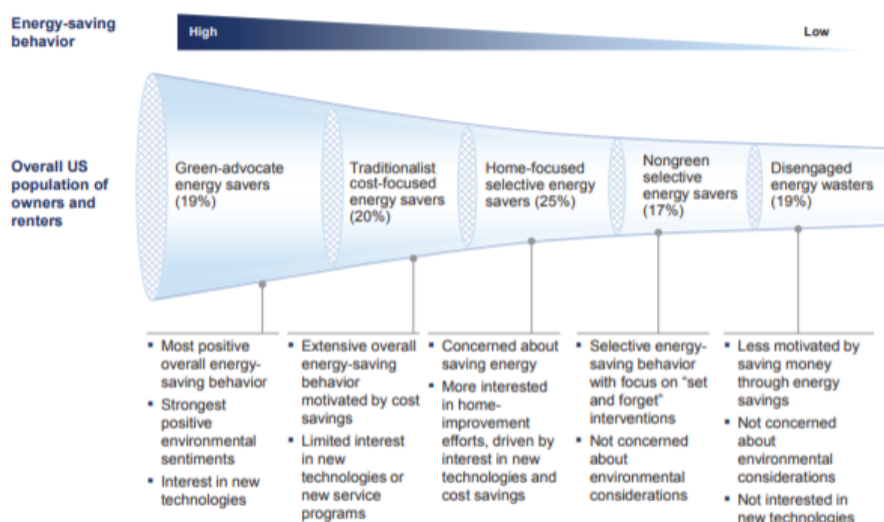 Energy-saving
behavior
High
Low
Overall US
population of
owners and
renters
Green-advocate
energy savers
(19%)
Traditionalist
cost-focused
energy savers
(20%)
Home-focused
selective energy
savers (25%)
Nongreen
selective
energy savers
(17%)
Disengaged
energy wasters
(19%)
▪ Most positive
overall energy-
saving behavior
▪ Strongest
positive
environmental
sentiments
▪ Interest in new
technologies
▪ Extensive overall
energy-saving
behavior
motivated by cost
savings
▪ Limited interest
in new
technologies or
new service
programs
▪ Concerned about
saving energy
▪ More interested
in home-
improvement
efforts, driven by
interest in new
technologies and
cost savings
▪ Selective energy-
saving behavior
with focus on “set
and forget”
interventions
▪ Not concerned
about
environmental
considerations
▪ Less motivated by
saving money
through energy
savings
▪ Not concerned
about
environmental
considerations
▪ Not interested in
new technologies